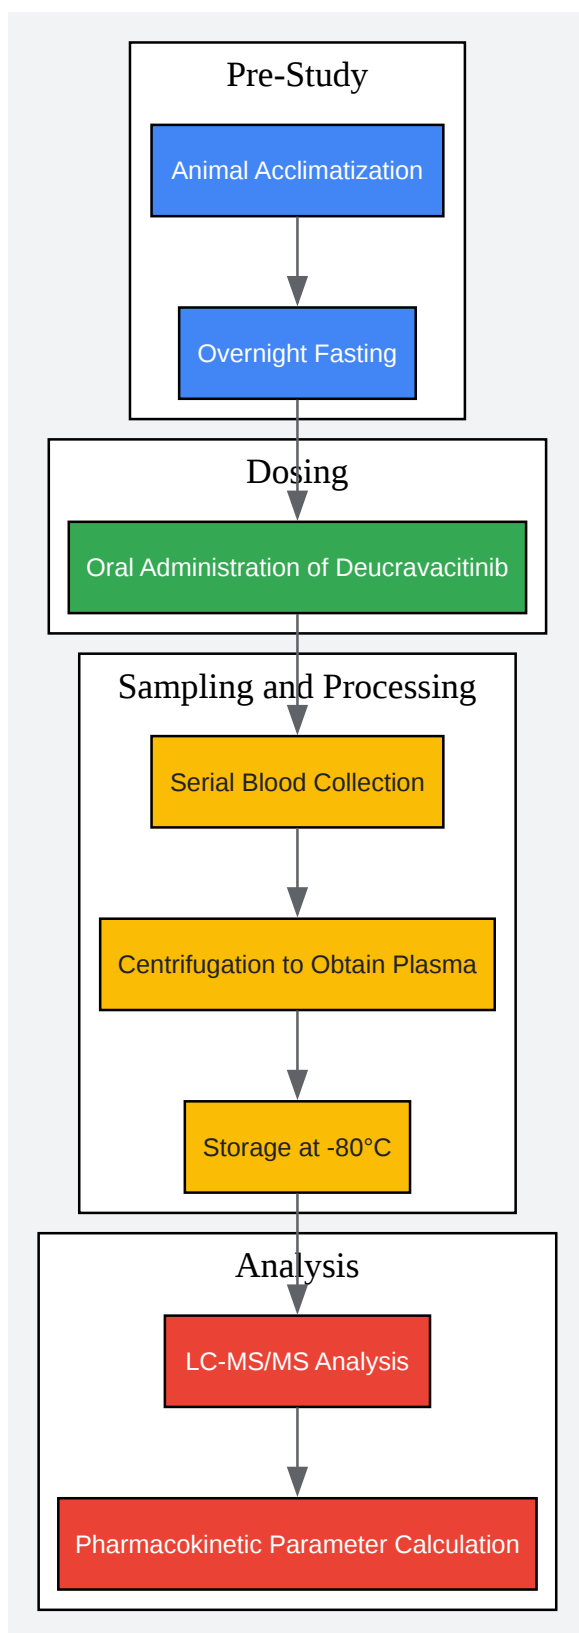 Pre-Study
Animal Acclimatization
Overnight Fasting
Dosing
Oral Administration of Deucravacitinib
Sampling and Processing
Serial Blood Collection
Centrifugation to Obtain Plasma
Storage at -80°C
Analysis
LC-MS/MS Analysis
Pharmacokinetic Parameter Calculation